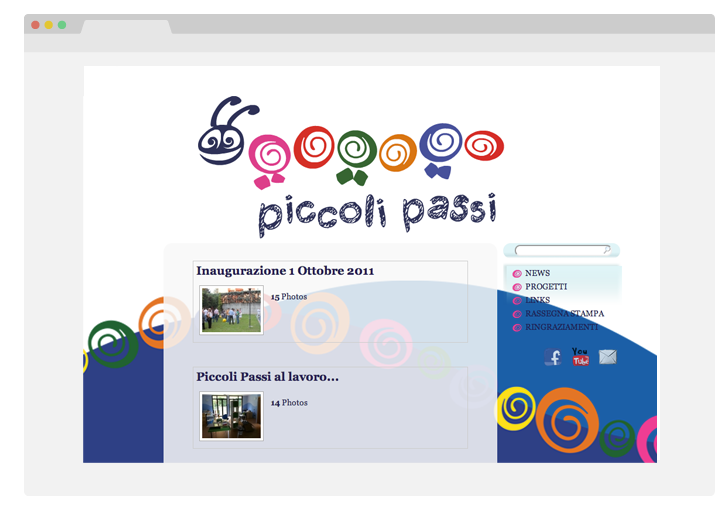 piccoli passi
Inaugurazione 1 Ottobre 2011
15 Photos
Piccoli Passi al lavoro...
14 Photos
NEWS
PROGETTI
LINKS
RASSEGNA STAMPA
RINGRAZIAMENTI
f
You
Tube